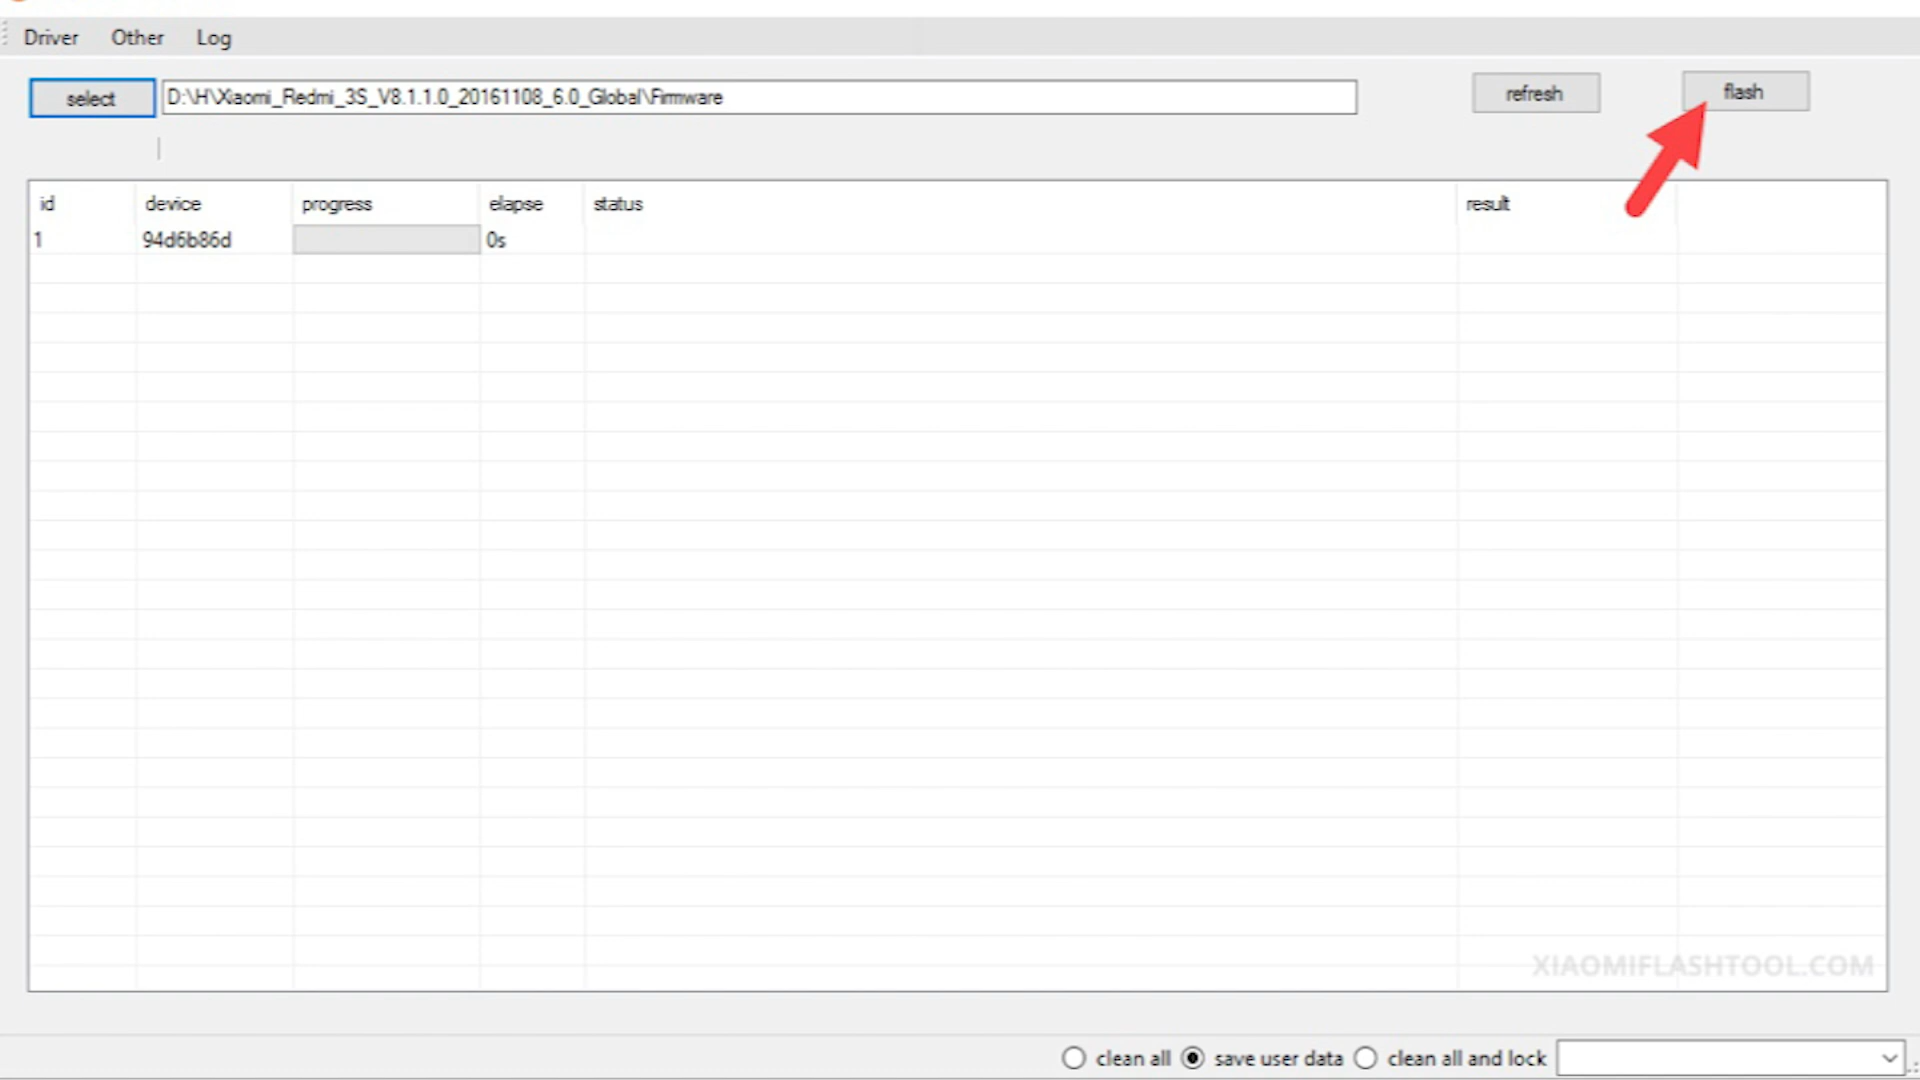 Driver Other Log
select D:\H\Xiaomi_Redmi_3S_V8.1.1.0_20161108_6.0_Global\Firmware refresh flash
id device progress elapse status result
1 94d6b86d 0s
XIAOMIFLASHTOOL.COM
clean all save user data clean all and lock